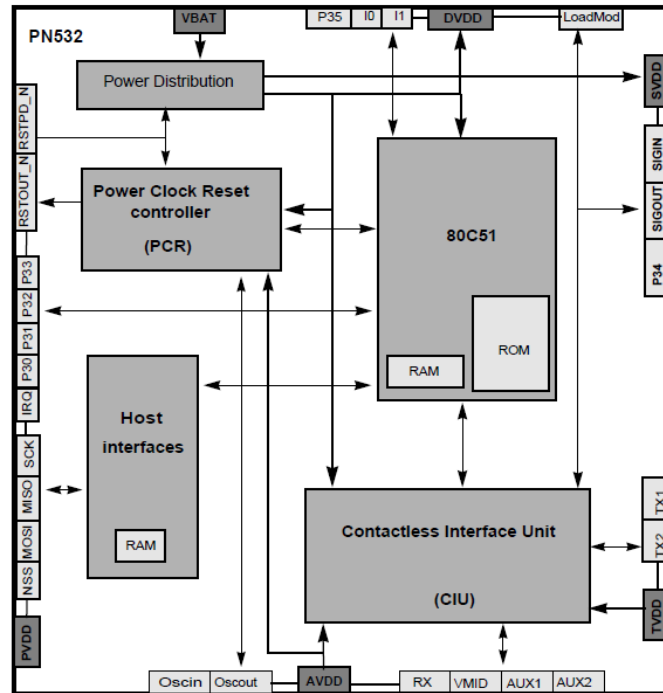 PN532
VBAT
P35
I0
I1
DVDD
LoadMod
Power Distribution
SVDD
RSTPD_N
RSTOUT_N
SIGIN
SIGOUT
P34
Power Clock Reset
controller
(PCR)
80C51
RAM
ROM
P33
P32
P31
P30
IRQ
SCK
MISO
MOSI
NSS
PVDD
Host
interfaces
RAM
Contactless Interface Unit
(CIU)
TX1
TX2
TVDD
Oscin
Oscout
AVDD
RX
VMID
AUX1
AUX2